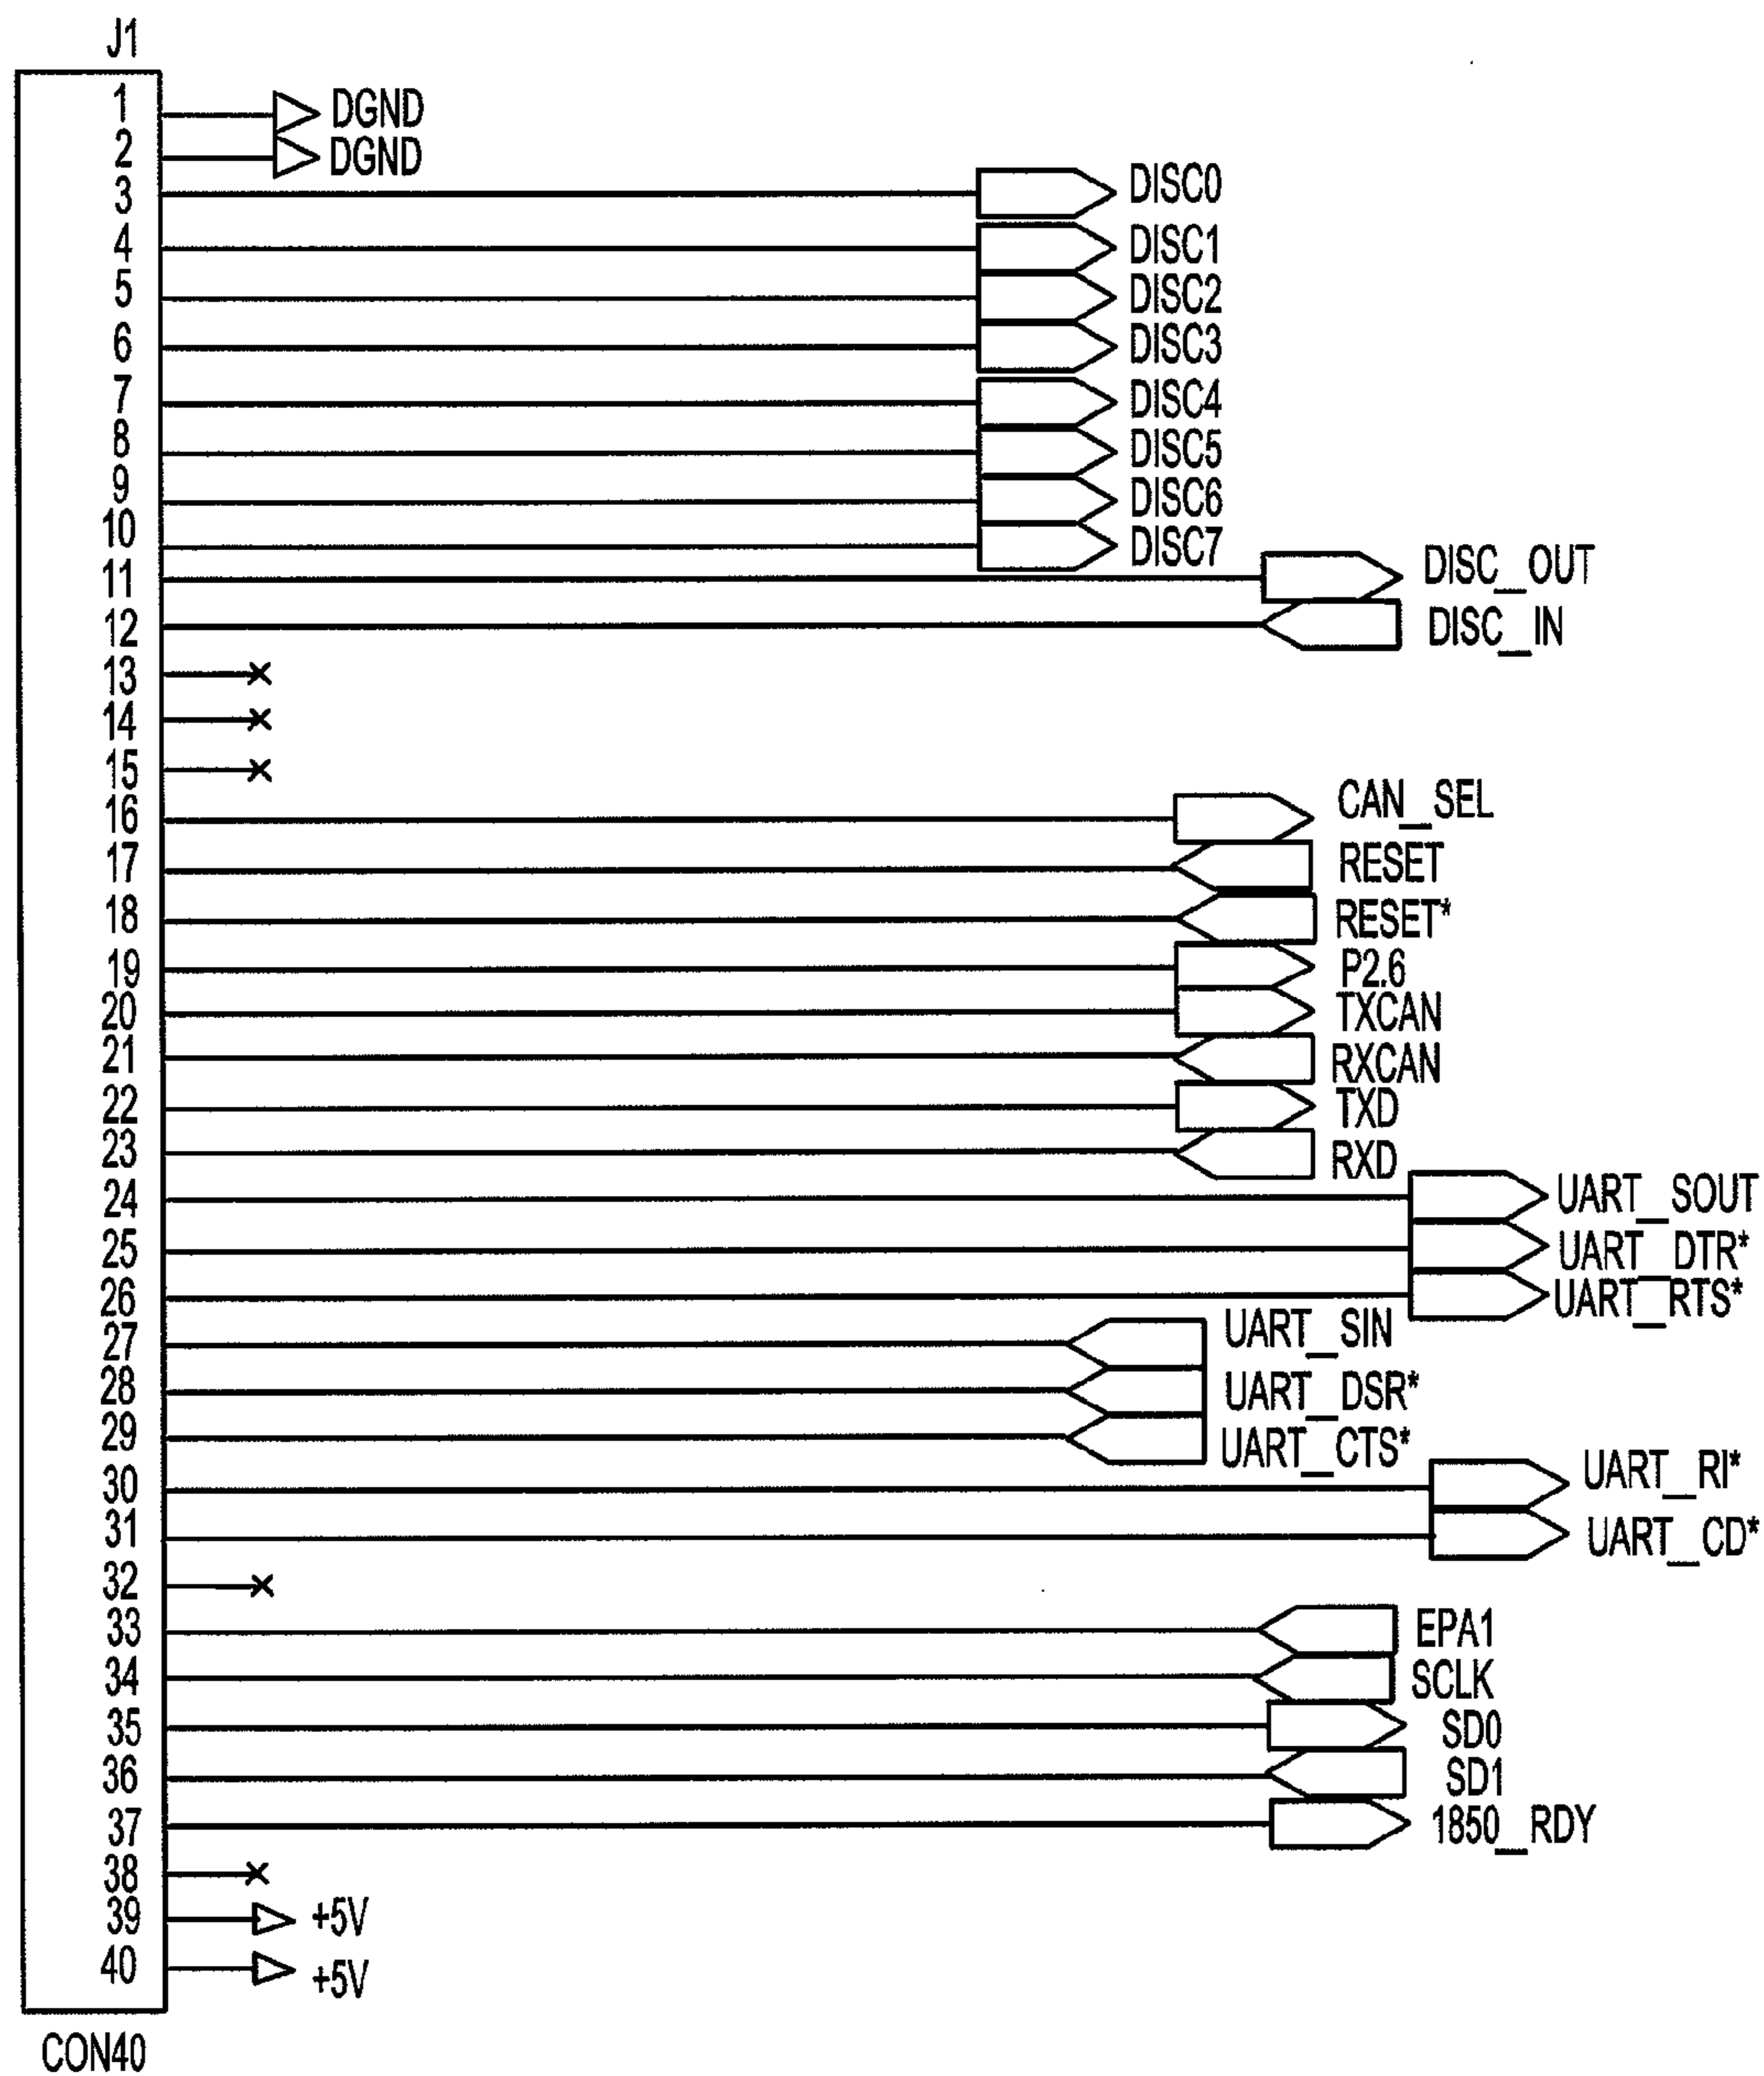 J1
1 DGND
2 DGND
3 DISC0
4 DISC1
5 DISC2
6 DISC3
7 DISC4
8 DISC5
9 DISC6
10 DISC7
11 DISC_OUT
12 DISC_IN
13
14
15
16 CAN_SEL
17 RESET
18 RESET*
19 P2.6
20 TXCAN
21 RXCAN
22 TXD
23 RXD
24 UART_SOUT
25 UART_DTR*
26 UART_RTS*
27 UART_SIN
28 UART_DSR*
29 UART_CTS*
30 UART_RI*
31 UART_CD*
32
33 EPA1
34 SCLK
35 SD0
36 SD1
37 1850_RDY
38
39 +5V
40 +5V
CON40